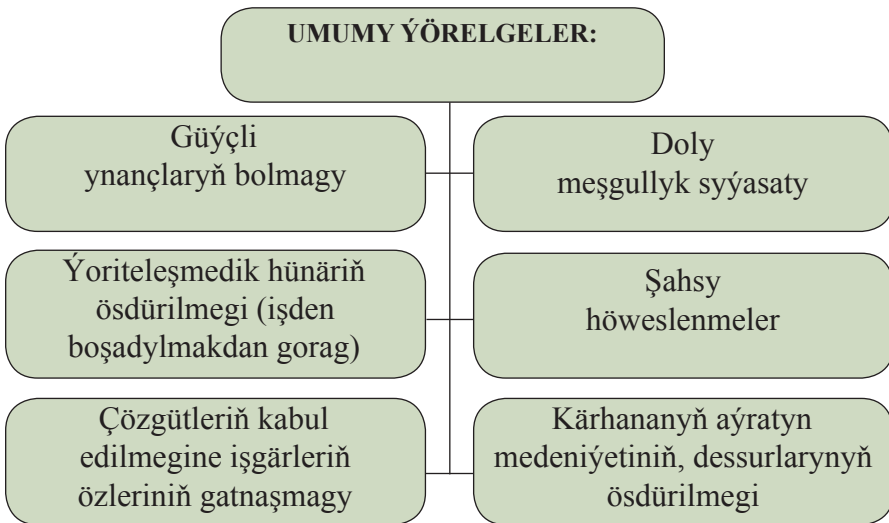 UMUMY ÝÖRELGELER:
Güýçli
ynançlaryň bolmagy
Doly
meşgullyk syýasaty
Ýoriteleşmedik hünäriň
ösdürilmegi (işden
boşadylmakdan gorag)
Şahsy
höweslenmeler
Çözgütleriň kabul
edilmegine işgärleriň
özleriniň gatnaşmagy
Kärhananyň aýratyn
medeniýetiniň, dessurlarynyň
ösdürilmegi